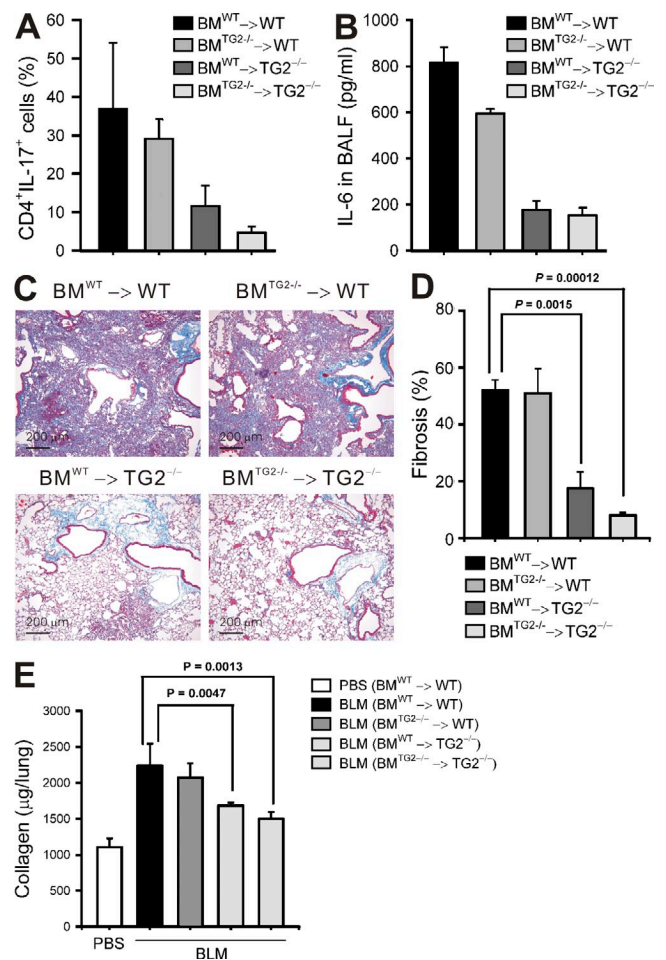 A
60
50
40
30
20
10
0
CD4⁺IL-17⁺ cells (%)
BMᵂᵀ–>WT
BMᵀᴳ²⁻/⁻–>WT
BMᵂᵀ–>TG2⁻/⁻
BMᵀᴳ²⁻/⁻–>TG2⁻/⁻
B
1000
800
600
400
200
0
IL-6 in BALF (pg/ml)
BMᵂᵀ–>WT
BMᵀᴳ²⁻/⁻–>WT
BMᵂᵀ–>TG2⁻/⁻
BMᵀᴳ²⁻/⁻–>TG2⁻/⁻
C
BMᵂᵀ –> WT
BMᵀᴳ²⁻/⁻ –> WT
200 µm
200 µm
BMᵂᵀ –> TG2⁻/⁻
BMᵀᴳ²⁻/⁻ –> TG2⁻/⁻
200 µm
200 µm
D
P = 0.00012
P = 0.0015
80
60
40
20
0
Fibrosis (%)
BMᵂᵀ–>WT
BMᵀᴳ²⁻/⁻–>WT
BMᵂᵀ–>TG2⁻/⁻
BMᵀᴳ²⁻/⁻–>TG2⁻/⁻
E
P = 0.0013
P = 0.0047
3000
2500
2000
1500
1000
500
0
Collagen (µg/lung)
PBS
BLM
PBS (BMᵂᵀ –> WT)
BLM (BMᵂᵀ –> WT)
BLM (BMᵀᴳ²⁻/⁻ –> WT)
BLM (BMᵂᵀ –> TG2⁻/⁻)
BLM (BMᵀᴳ²⁻/⁻ –> TG2⁻/⁻)